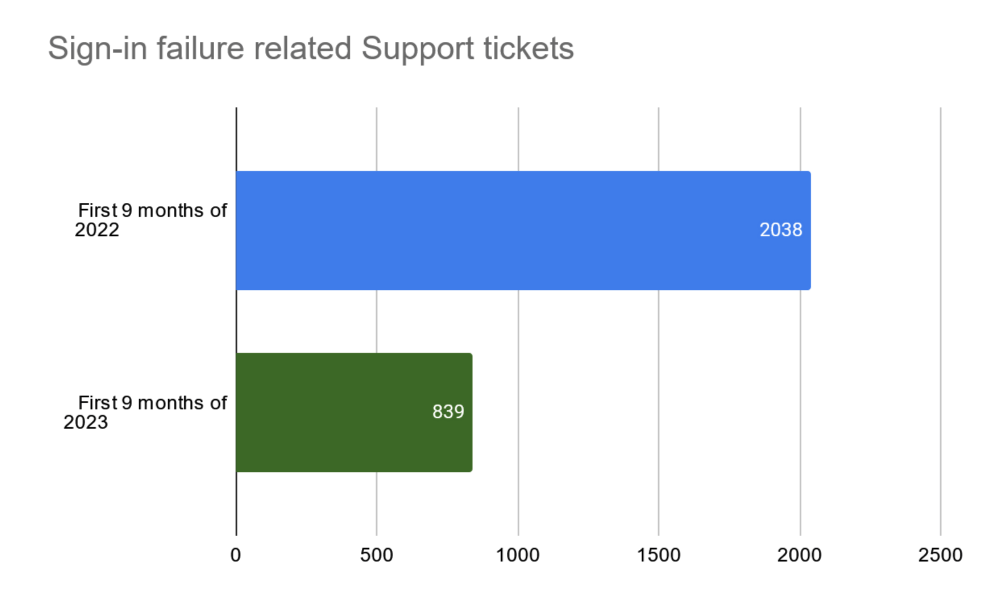 Sign-in failure related Support tickets
First 9 months of
2022
2038
First 9 months of
2023
839
0 500 1000 1500 2000 2500